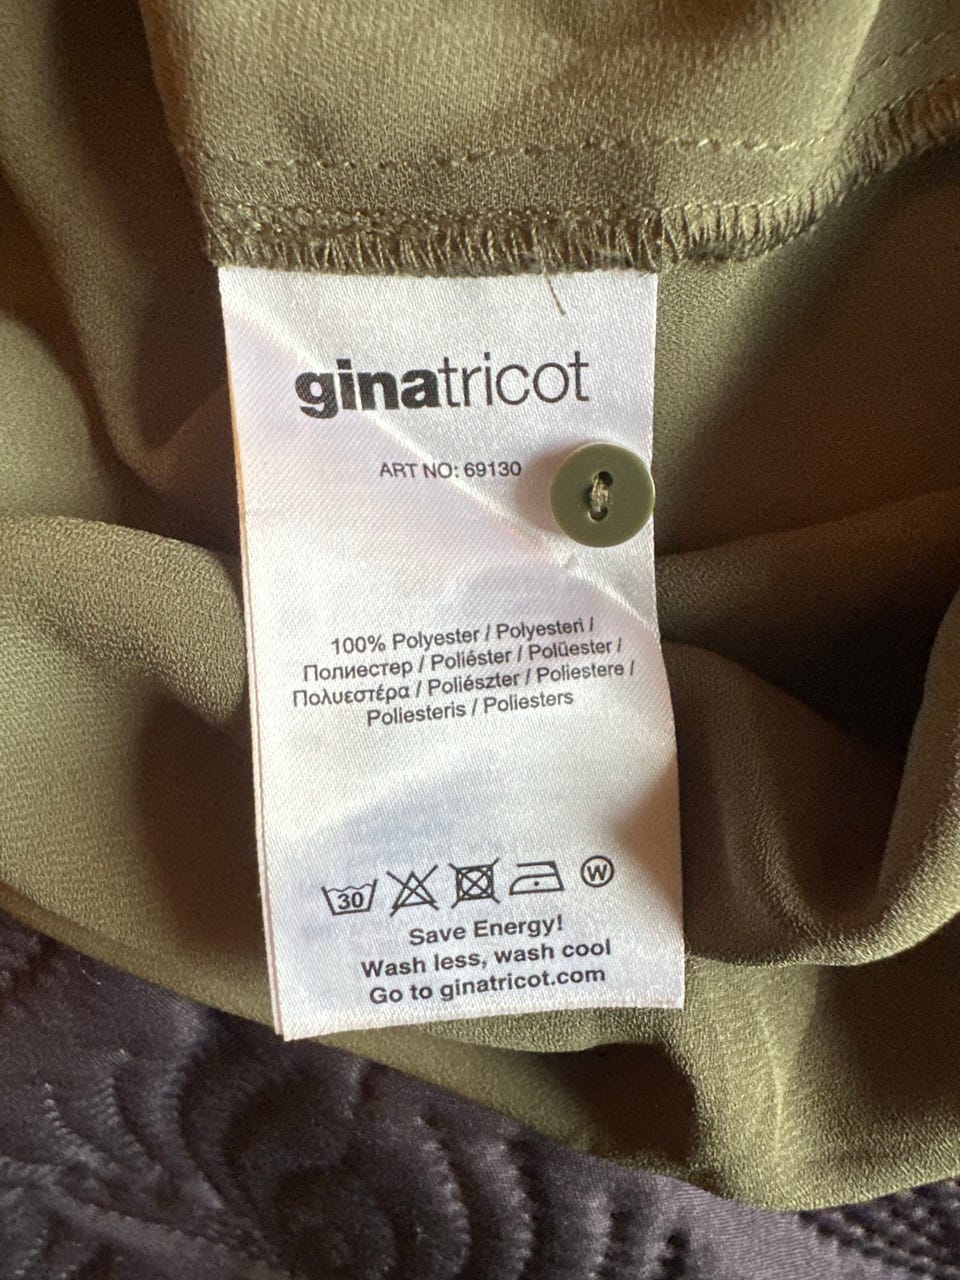 ginatricot
ART NO: 69130
100% Polyester / Polyesteri /
Полиестер / Poliéster / Polüester /
Πολυεστέρα / Poliészter / Poliestere /
Poliesteris / Poliesters
30 W
Save Energy!
Wash less, wash cool
Go to ginatricot.com